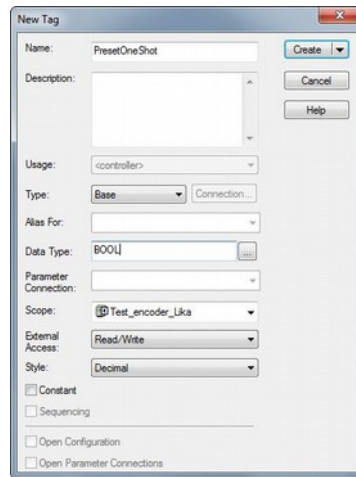 New Tag
Name: PresetOneShot Create
Description: Cancel
Help
Usage: <controller>
Type: Base Connection...
Alias For:
Data Type: BOOL ...
Parameter
Connection:
Scope: Test_encoder_Lika
External
Access: Read/Write
Style: Decimal
Constant
Sequencing
Open Configuration
Open Parameter Connections